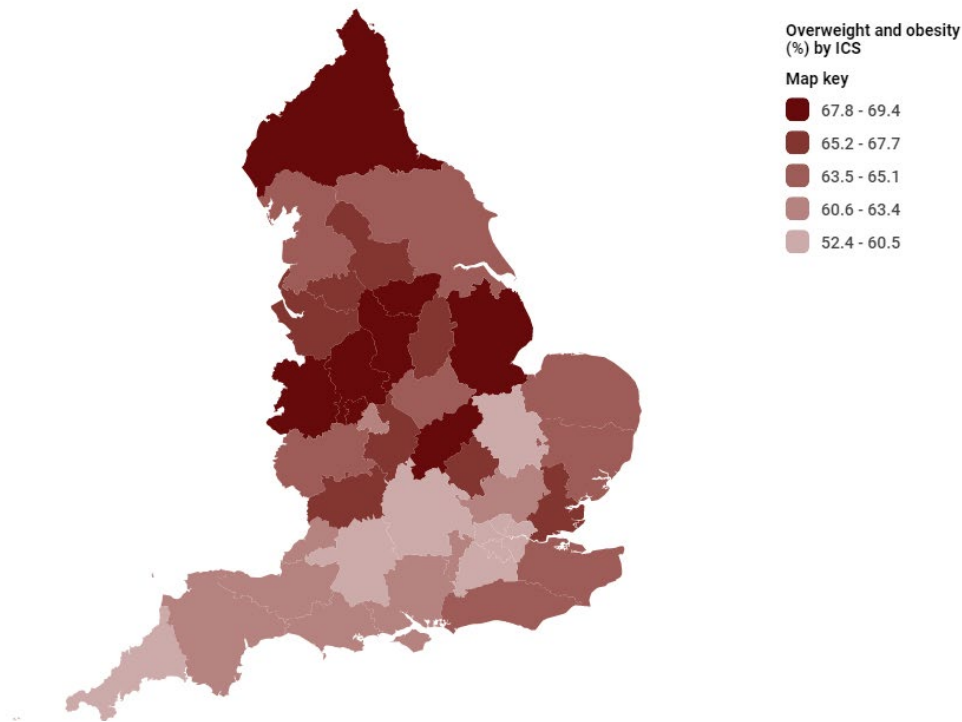 Overweight and obesity
(%) by ICS
Map key
67.8 - 69.4
65.2 - 67.7
63.5 - 65.1
60.6 - 63.4
52.4 - 60.5